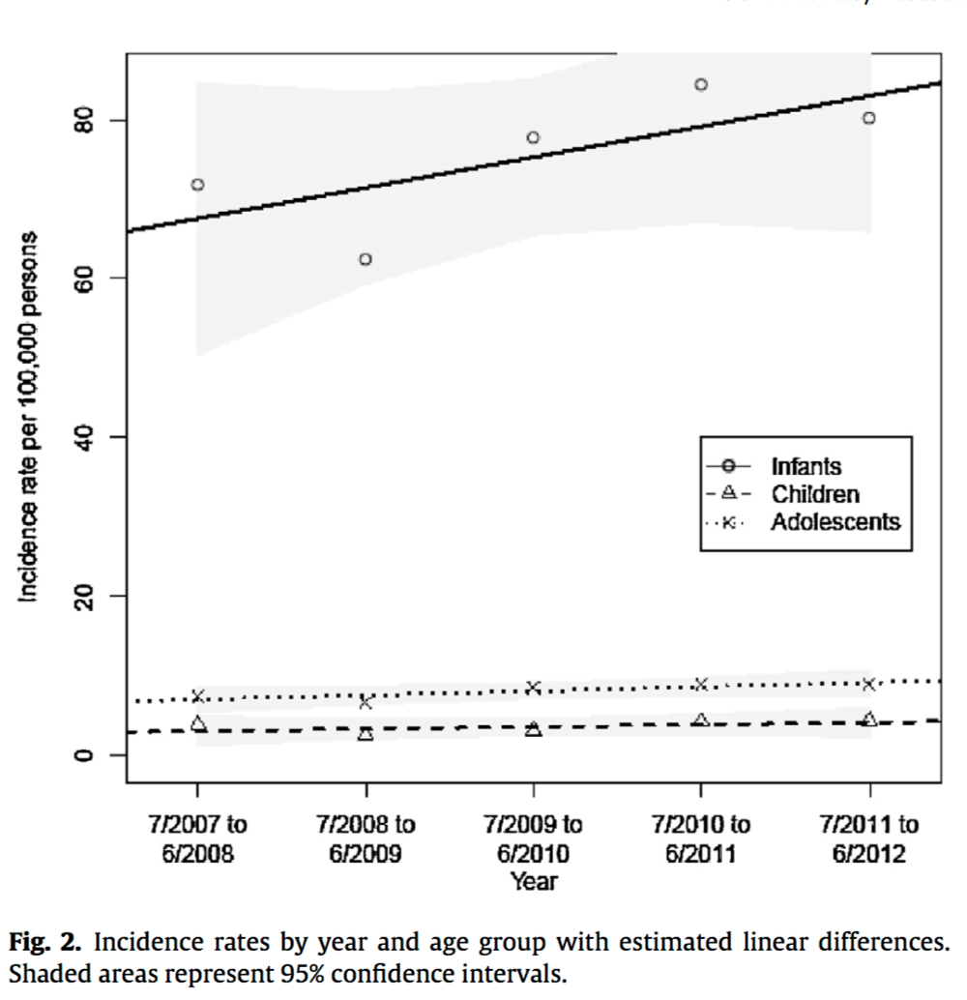 80
60
40
20
0
Incidence rate per 100,000 persons
Infants
Children
Adolescents
7/2007 to 7/2008 to 7/2009 to 7/2010 to 7/2011 to
6/2008 6/2009 6/2010 6/2011 6/2012
Year
Fig. 2. Incidence rates by year and age group with estimated linear differences.
Shaded areas represent 95% confidence intervals.